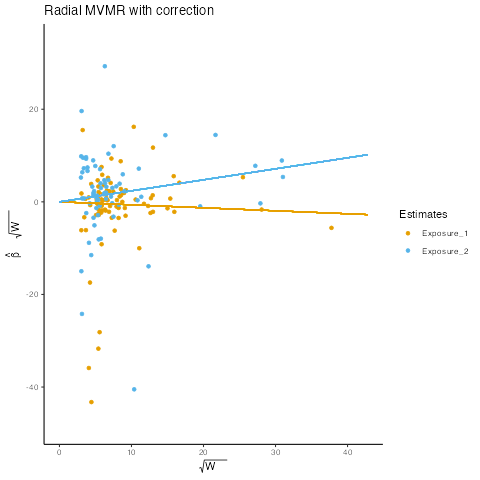 Radial MVMR with correction
20
0
-20
-40
β̂ √W
0 10 20 30 40
√W
Estimates
Exposure_1
Exposure_2